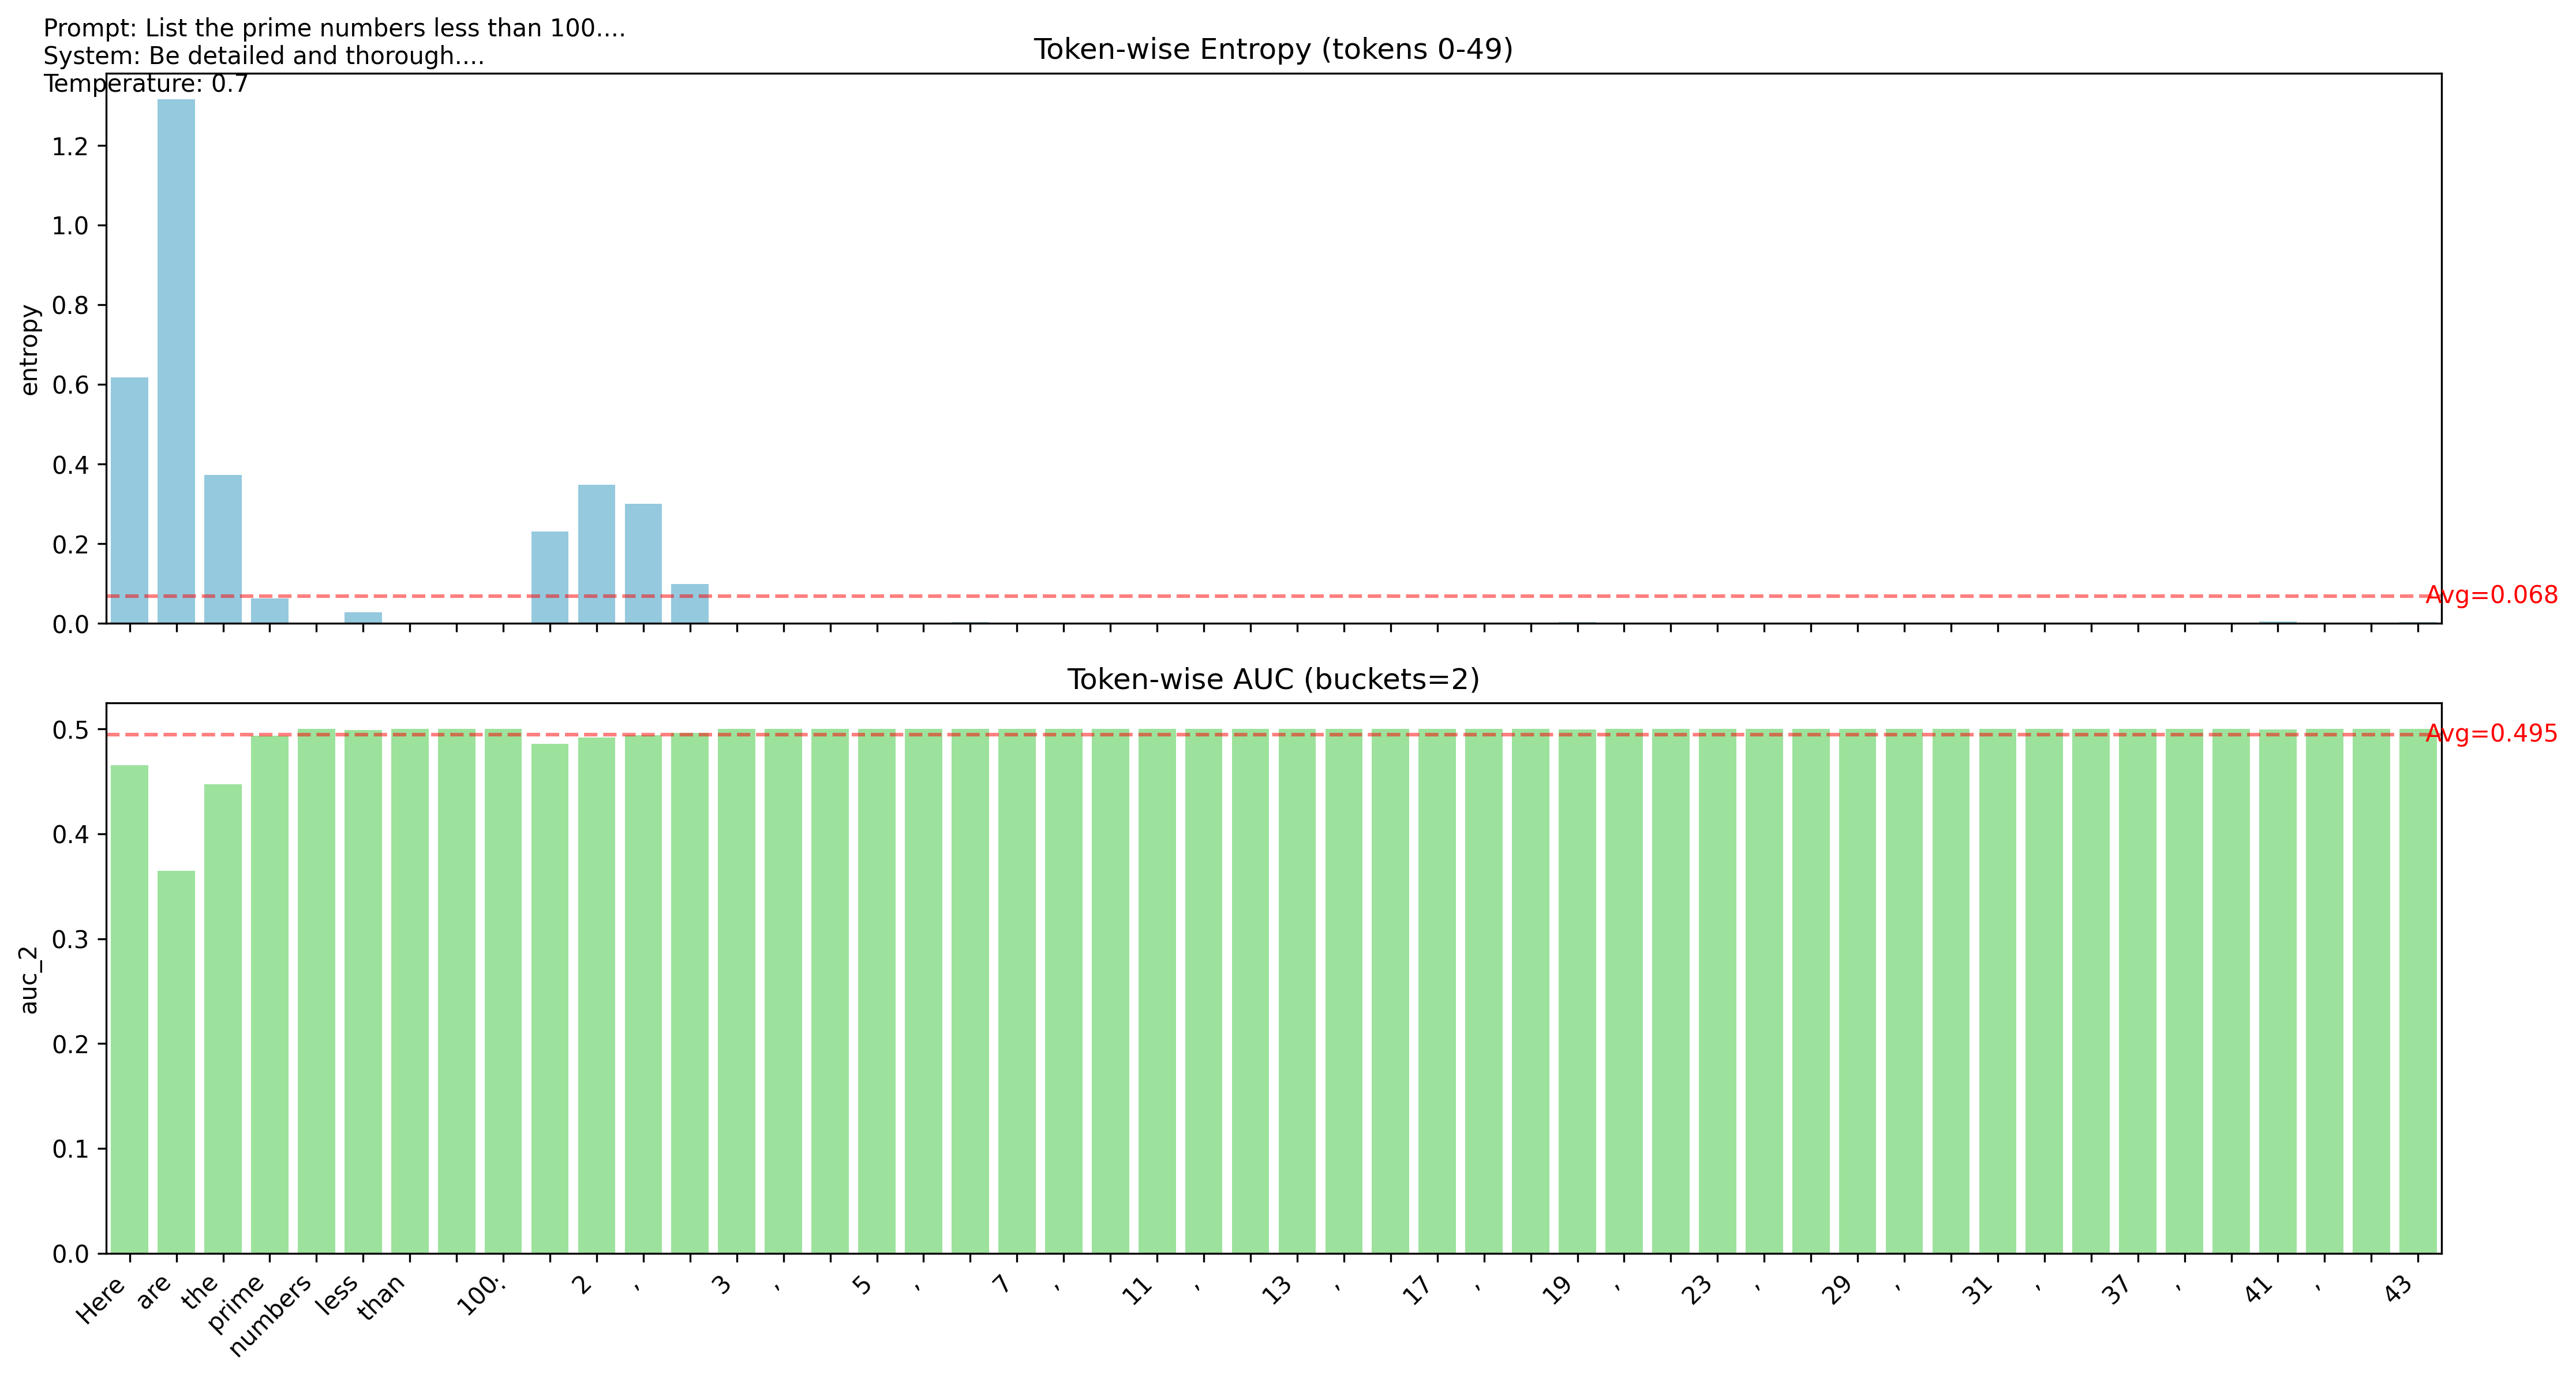 Prompt: List the prime numbers less than 100....
System: Be detailed and thorough....
Temperature: 0.7
Token-wise Entropy (tokens 0-49)
entropy
1.2
1.0
0.8
0.6
0.4
0.2
0.0
Avg=0.068
Token-wise AUC (buckets=2)
auc_2
0.5
0.4
0.3
0.2
0.1
0.0
Avg=0.495
Here
are
the
prime
numbers
less
than
100:
2
,
3
,
5
,
7
,
11
,
13
,
17
,
19
,
23
,
29
,
31
,
37
,
41
,
43